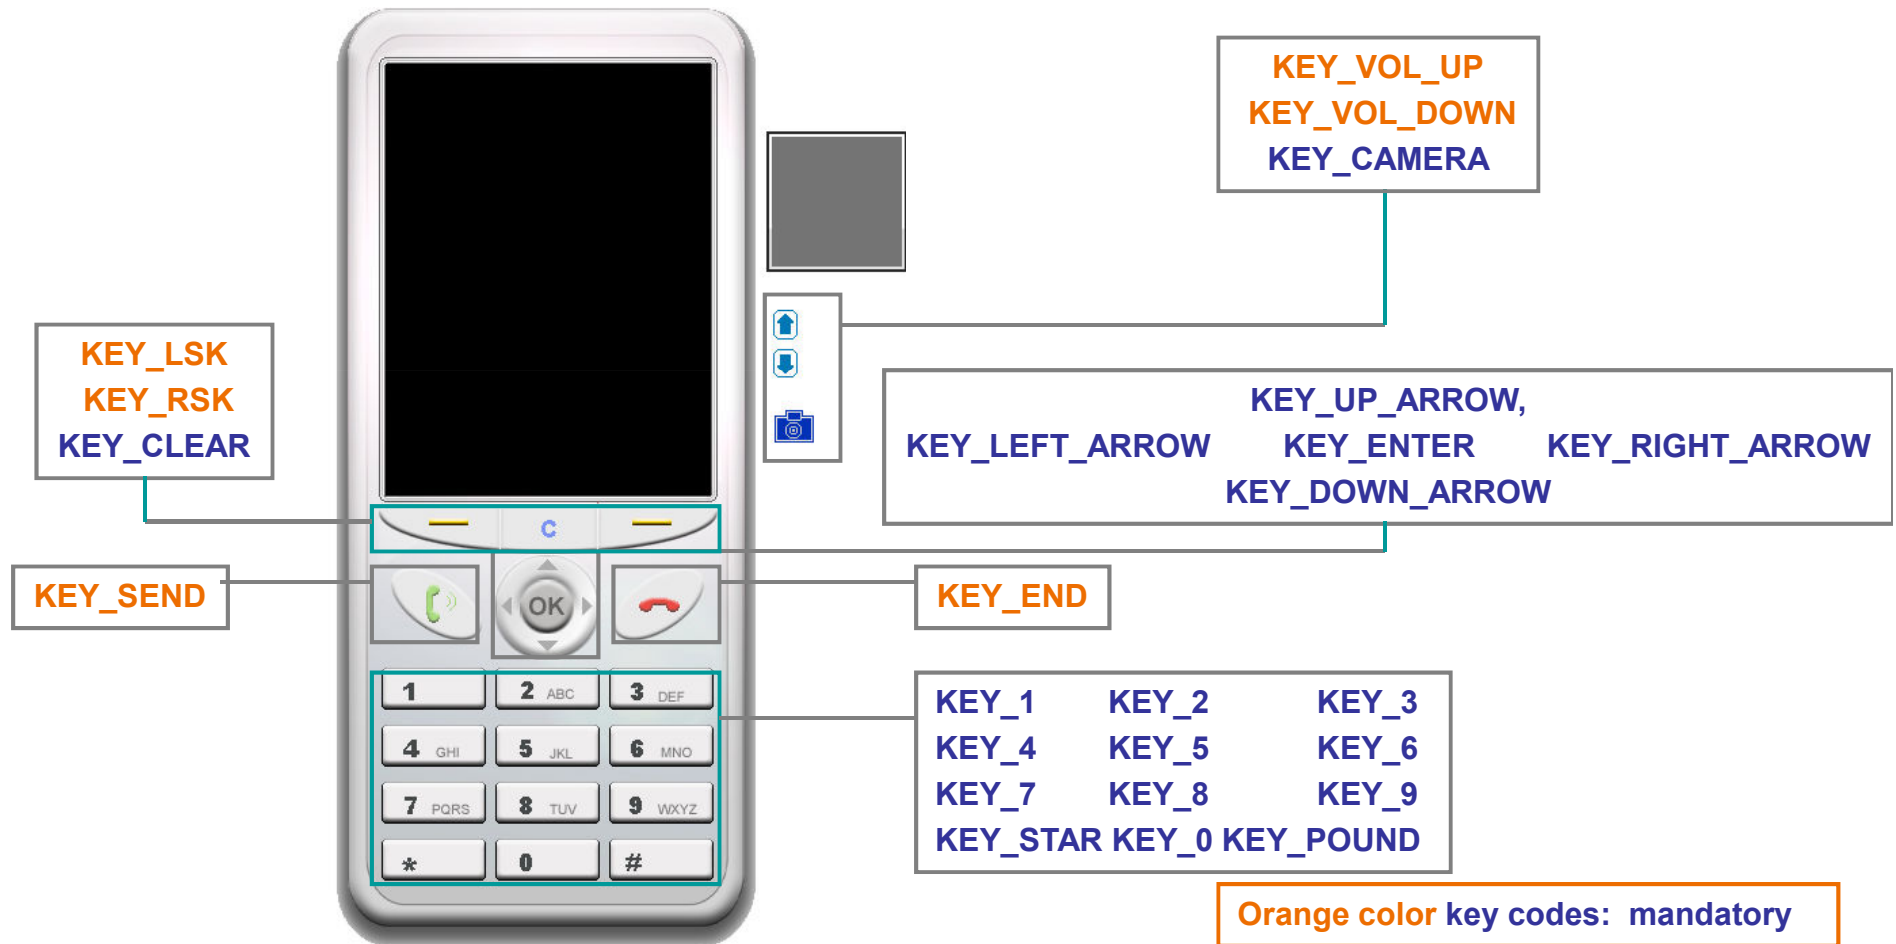 KEY_VOL_UP
KEY_VOL_DOWN
KEY_CAMERA
KEY_LSK
KEY_RSK
KEY_CLEAR
KEY_UP_ARROW,
KEY_LEFT_ARROW KEY_ENTER KEY_RIGHT_ARROW
KEY_DOWN_ARROW
C
KEY_SEND
OK
KEY_END
1 2 ABC 3 DEF
4 GHI 5 JKL 6 MNO
7 PQRS 8 TUV 9 WXYZ
* 0 #
KEY_1 KEY_2 KEY_3
KEY_4 KEY_5 KEY_6
KEY_7 KEY_8 KEY_9
KEY_STAR KEY_0 KEY_POUND
Orange color key codes: mandatory